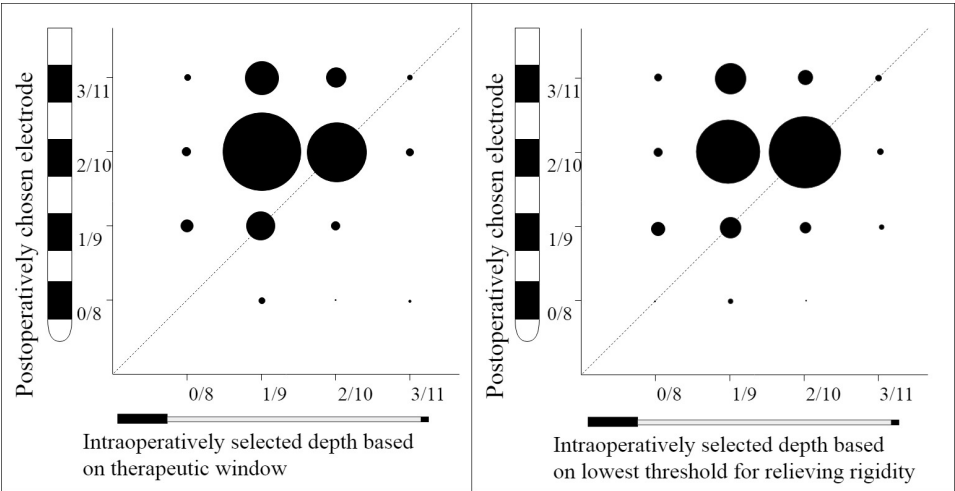 Postoperatively chosen electrode
3/11
2/10
1/9
0/8
0/8 1/9 2/10 3/11
Intraoperatively selected depth based
on therapeutic window
Postoperatively chosen electrode
3/11
2/10
1/9
0/8
0/8 1/9 2/10 3/11
Intraoperatively selected depth based
on lowest threshold for relieving rigidity